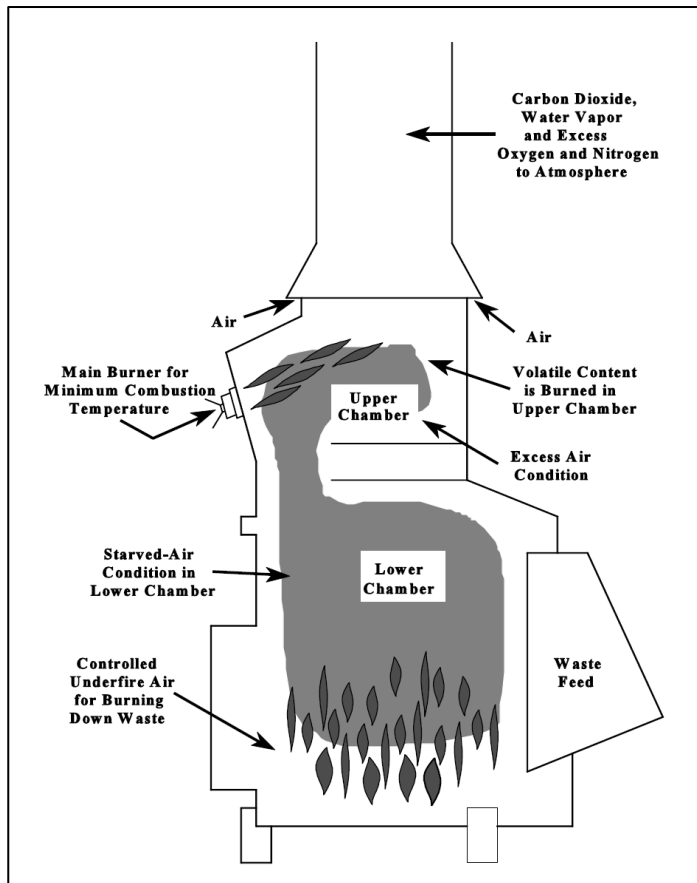 Carbon Dioxide,
Water Vapor
and Excess
Oxygen and Nitrogen
to Atmosphere
Air
Air
Main Burner for
Minimum Combustion
Temperature
Volatile Content
is Burned in
Upper Chamber
Upper
Chamber
Excess Air
Condition
Starved-Air
Condition in
Lower Chamber
Lower
Chamber
Controlled
Underfire Air
for Burning
Down Waste
Waste
Feed